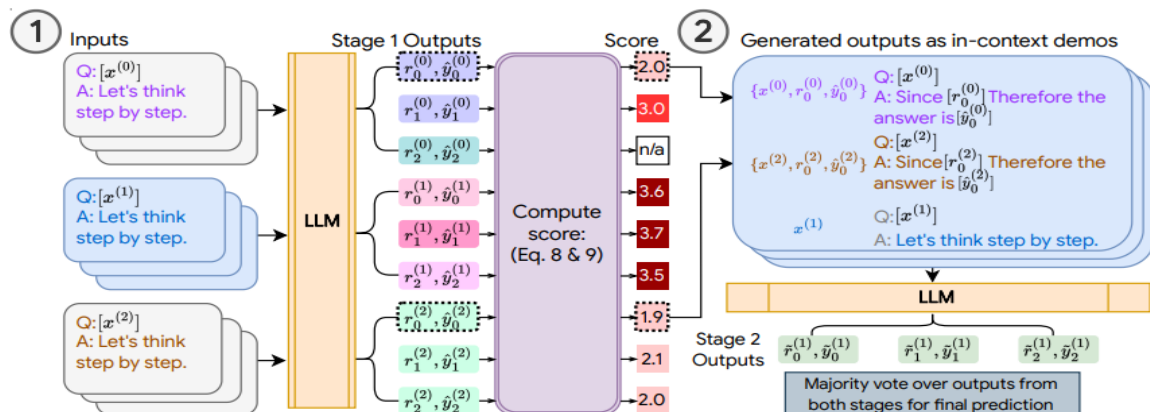 1
Inputs
Q: [x^{(0)}]
A: Let's think
step by step.
Q: [x^{(1)}]
A: Let's think
step by step.
Q:[x^{(2)}]
A: Let's think
step by step.
LLM
Stage 1 Outputs
r_0^{(0)}, ŷ_0^{(0)}
r_1^{(0)}, ŷ_1^{(0)}
r_2^{(0)}, ŷ_2^{(0)}
r_0^{(1)}, ŷ_0^{(1)}
r_1^{(1)}, ŷ_1^{(1)}
r_2^{(1)}, ŷ_2^{(1)}
r_0^{(2)}, ŷ_0^{(2)}
r_1^{(2)}, ŷ_1^{(2)}
r_2^{(2)}, ŷ_2^{(2)}
Compute
score:
(Eq. 8 & 9)
Score
2.0
3.0
n/a
3.6
3.7
3.5
1.9
2.1
2.0
2
Generated outputs as in-context demos
{x^{(0)}, r_0^{(0)}, ŷ_0^{(0)}}
Q: [x^{(0)}]
A: Since [r_0^{(0)}] Therefore the
answer is[ŷ_0^{(0)}]
{x^{(2)}, r_0^{(2)}, ŷ_0^{(2)}}
Q: [x^{(2)}]
A: Since[r_0^{(2)}] Therefore the
answer is [ŷ_0^{(2)}]
x^{(1)}
Q: [x^{(1)}]
A: Let's think step by step.
LLM
Stage 2
Outputs
r̃_0^{(1)}, ỹ_0^{(1)}
r̃_1^{(1)}, ỹ_1^{(1)}
r̃_2^{(1)}, ỹ_2^{(1)}
Majority vote over outputs from
both stages for final prediction